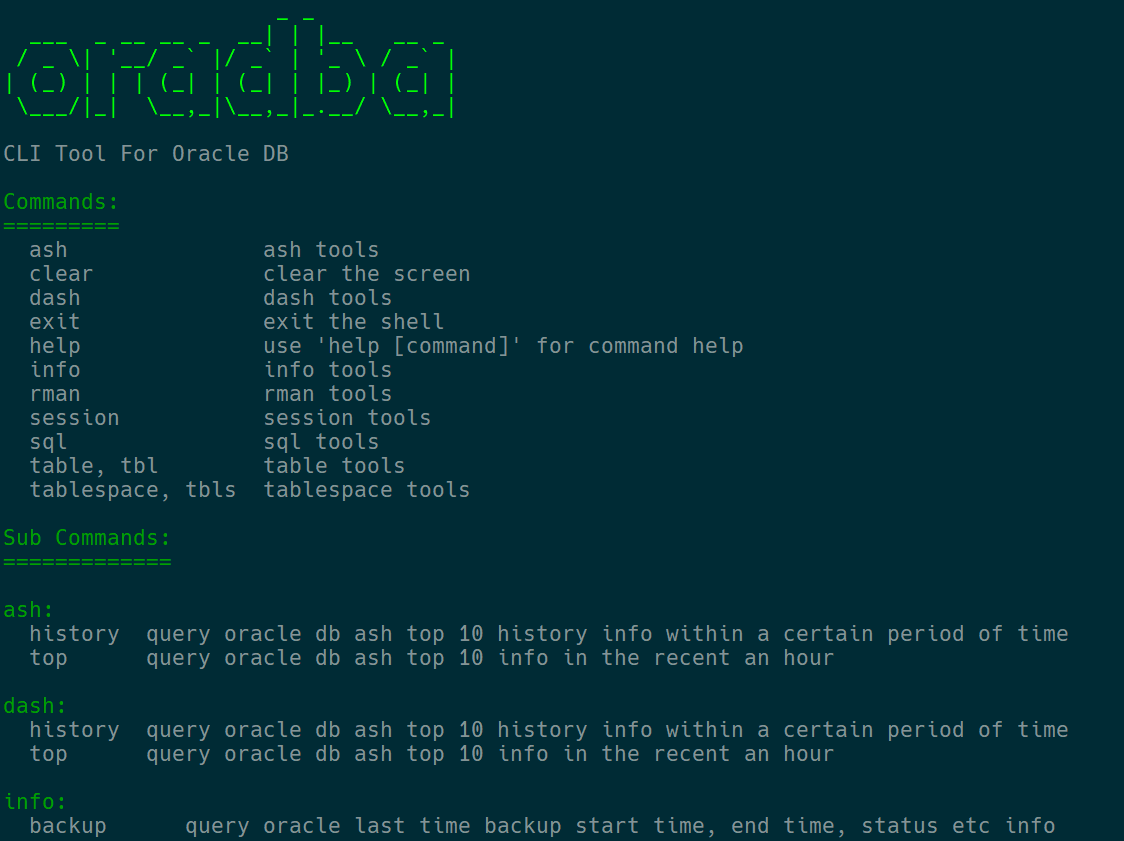 oradba
CLI Tool For Oracle DB
Commands:
=========
ash ash tools
clear clear the screen
dash dash tools
exit exit the shell
help use 'help [command]' for command help
info info tools
rman rman tools
session session tools
sql sql tools
table, tbl table tools
tablespace, tbls tablespace tools
Sub Commands:
=============
ash:
history query oracle db ash top 10 history info within a certain period of time
top query oracle db ash top 10 info in the recent an hour
dash:
history query oracle db ash top 10 history info within a certain period of time
top query oracle db ash top 10 info in the recent an hour
info:
backup query oracle last time backup start time, end time, status etc info